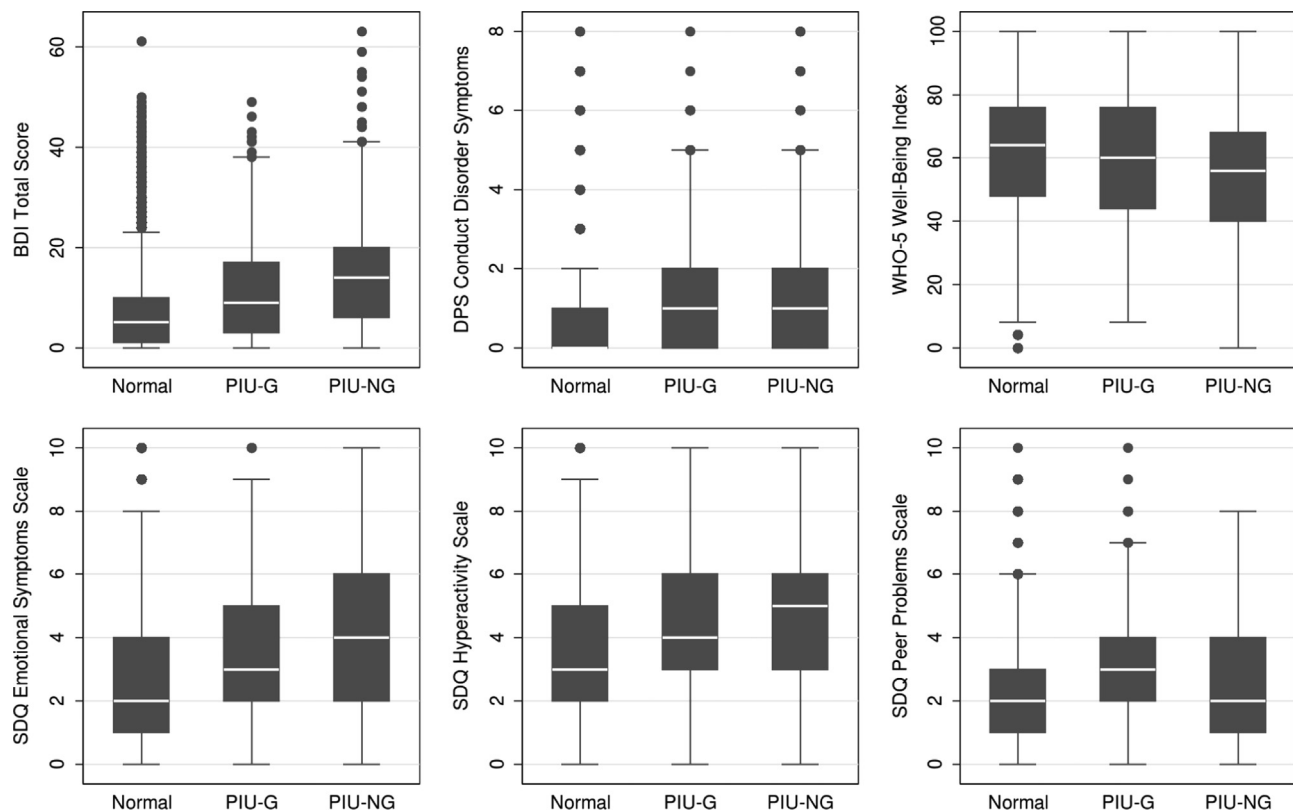 BDI Total Score
60
40
20
0
Normal PIU-G PIU-NG
DPS Conduct Disorder Symptoms
8
6
4
2
0
Normal PIU-G PIU-NG
WHO-5 Well-Being Index
100
80
60
40
20
0
Normal PIU-G PIU-NG
SDQ Emotional Symptoms Scale
10
8
6
4
2
0
Normal PIU-G PIU-NG
SDQ Hyperactivity Scale
10
8
6
4
2
0
Normal PIU-G PIU-NG
SDQ Peer Problems Scale
10
8
6
4
2
0
Normal PIU-G PIU-NG